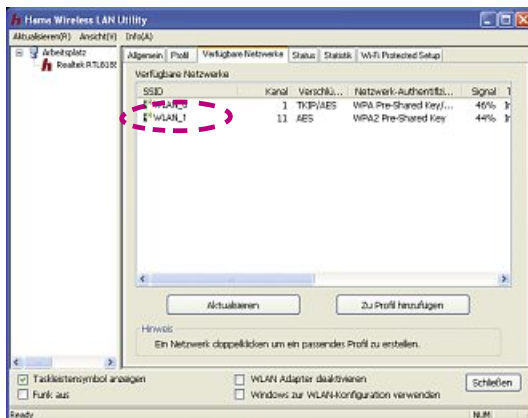 Hama Wireless LAN Utility
Aktualisieren(R) Ansicht(V) Info(A)
Arbeitsplatz
Realtek RTL8188
Allgemein Profil Verfügbare Netzwerke Status Statistik Wi-Fi Protected Setup
Verfügbare Netzwerke
SSID Kanal Verschlü... Netzwerk-Authentifizi... Signal
1 TKIP/AES WPA Pre-Shared Key/... 46%
WLAN_1 11 AES WPA2 Pre-Shared Key 44%
Aktualisieren Zu Profil hinzufügen
Hinweis
Ein Netzwerk doppelklicken um ein passendes Profil zu erstellen.
Taskleistensymbol anzeigen WLAN Adapter deaktivieren Schließen
Funk aus Windows zur WLAN-Konfiguration verwenden
Ready NUM